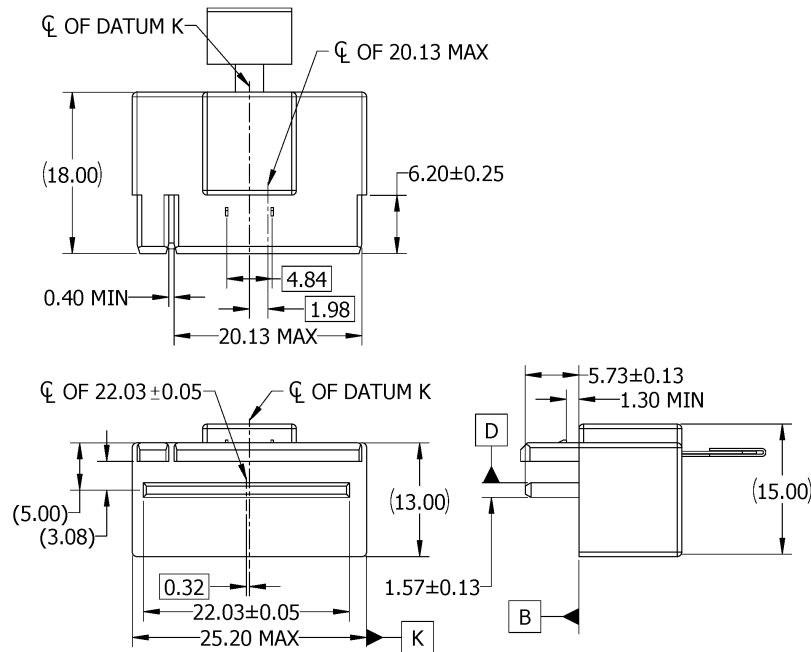 ℄ OF DATUM K
℄ OF 20.13 MAX
(18.00)
6.20±0.25
4.84
0.40 MIN
1.98
20.13 MAX
℄ OF 22.03±0.05
℄ OF DATUM K
5.73±0.13
1.30 MIN
D
(5.00)
(3.08)
(13.00)
(15.00)
0.32
1.57±0.13
22.03±0.05
B
25.20 MAX
K